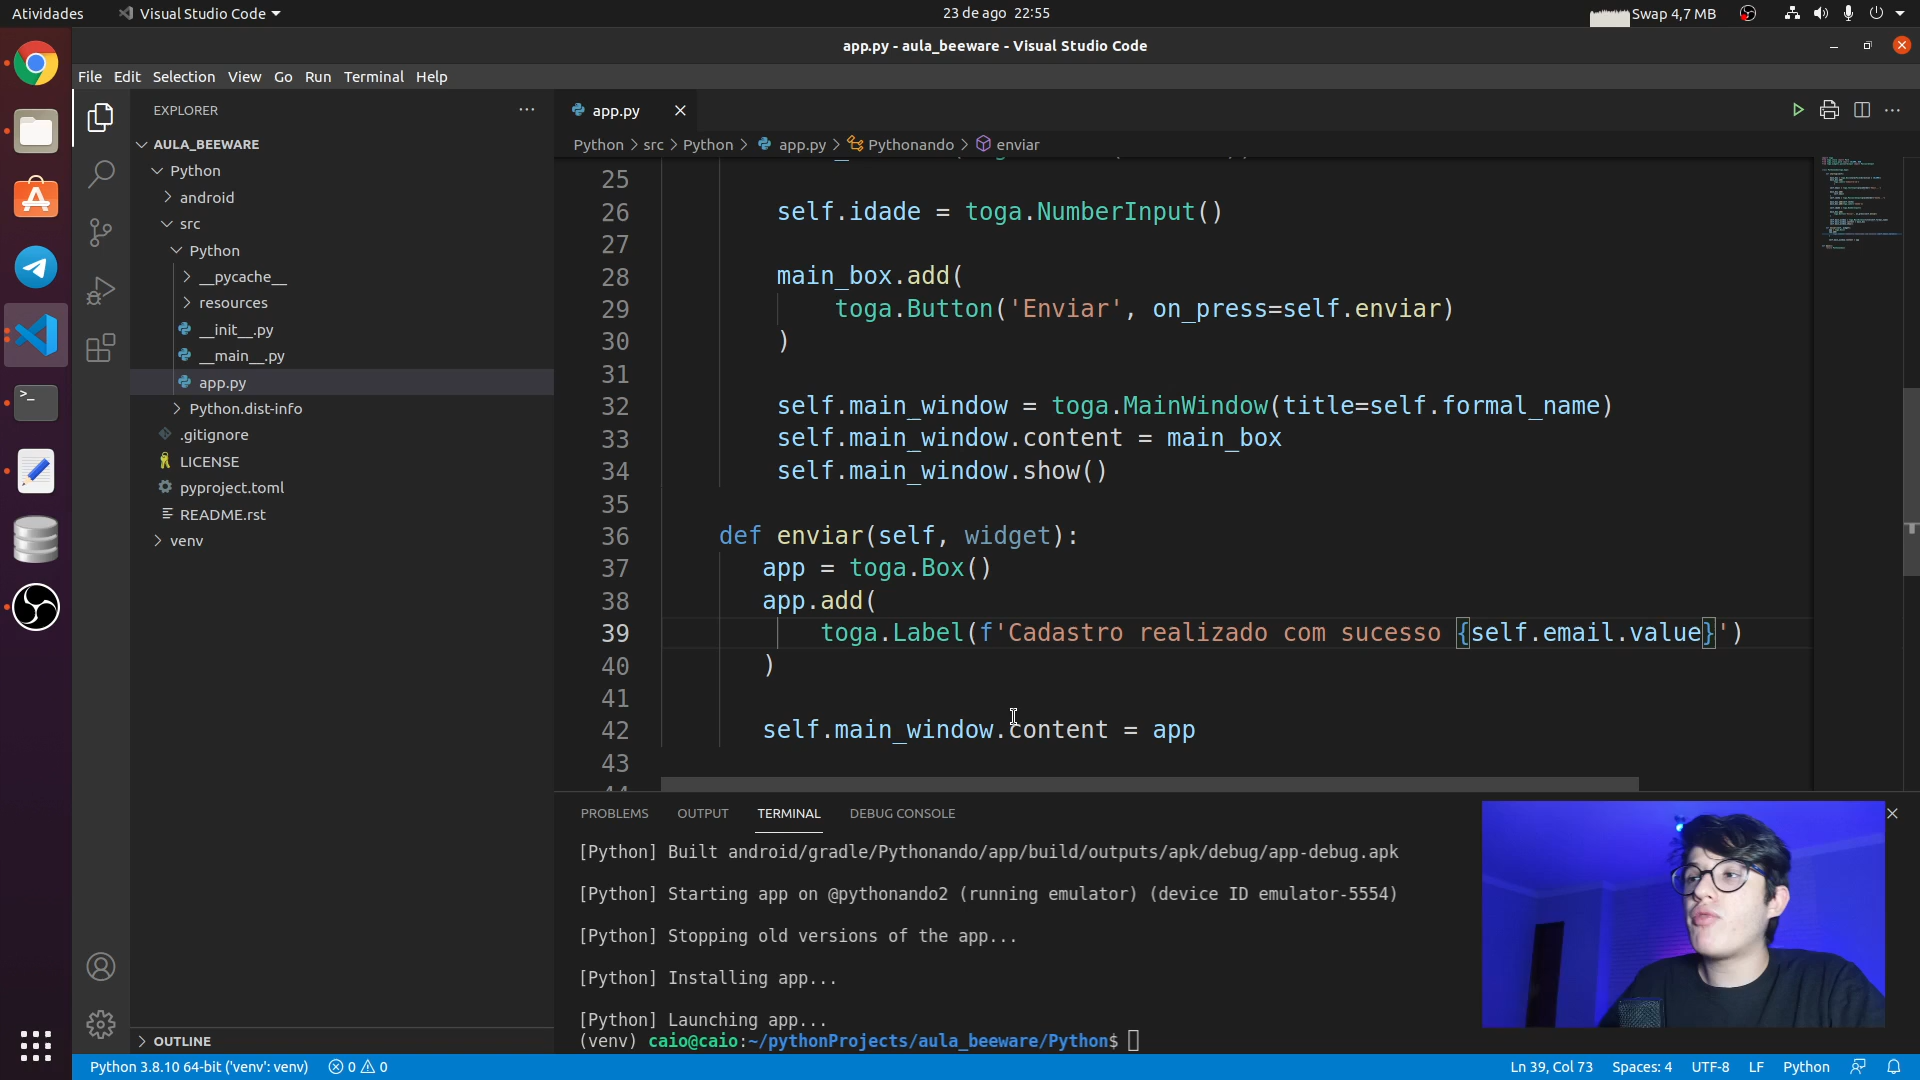 Atividades
Visual Studio Code
23 de ago 22:55
Swap 4,7 MB
app.py - aula_beeware - Visual Studio Code
File Edit Selection View Go Run Terminal Help
EXPLORER
AULA_BEEWARE
Python
android
src
Python
__pycache__
resources
__init__.py
__main__.py
app.py
Python.dist-info
.gitignore
LICENSE
pyproject.toml
README.rst
venv
OUTLINE
app.py
Python > src > Python > app.py > Pythonando > enviar
25
26 self.idade = toga.NumberInput()
27
28 main_box.add(
29 toga.Button('Enviar', on_press=self.enviar)
30 )
31
32 self.main_window = toga.MainWindow(title=self.formal_name)
33 self.main_window.content = main_box
34 self.main_window.show()
35
36 def enviar(self, widget):
37 app = toga.Box()
38 app.add(
39 toga.Label(f'Cadastro realizado com sucesso {self.email.value}')
40 )
41
42 self.main_window.content = app
43
PROBLEMS OUTPUT TERMINAL DEBUG CONSOLE
[Python] Built android/gradle/Pythonando/app/build/outputs/apk/debug/app-debug.apk
[Python] Starting app on @pythonando2 (running emulator) (device ID emulator-5554)
[Python] Stopping old versions of the app...
[Python] Installing app...
[Python] Launching app...
(venv) caio@caio:~/pythonProjects/aula_beeware/Python$
Python 3.8.10 64-bit ('venv': venv) 0 0
Ln 39, Col 73 Spaces: 4 UTF-8 LF Python